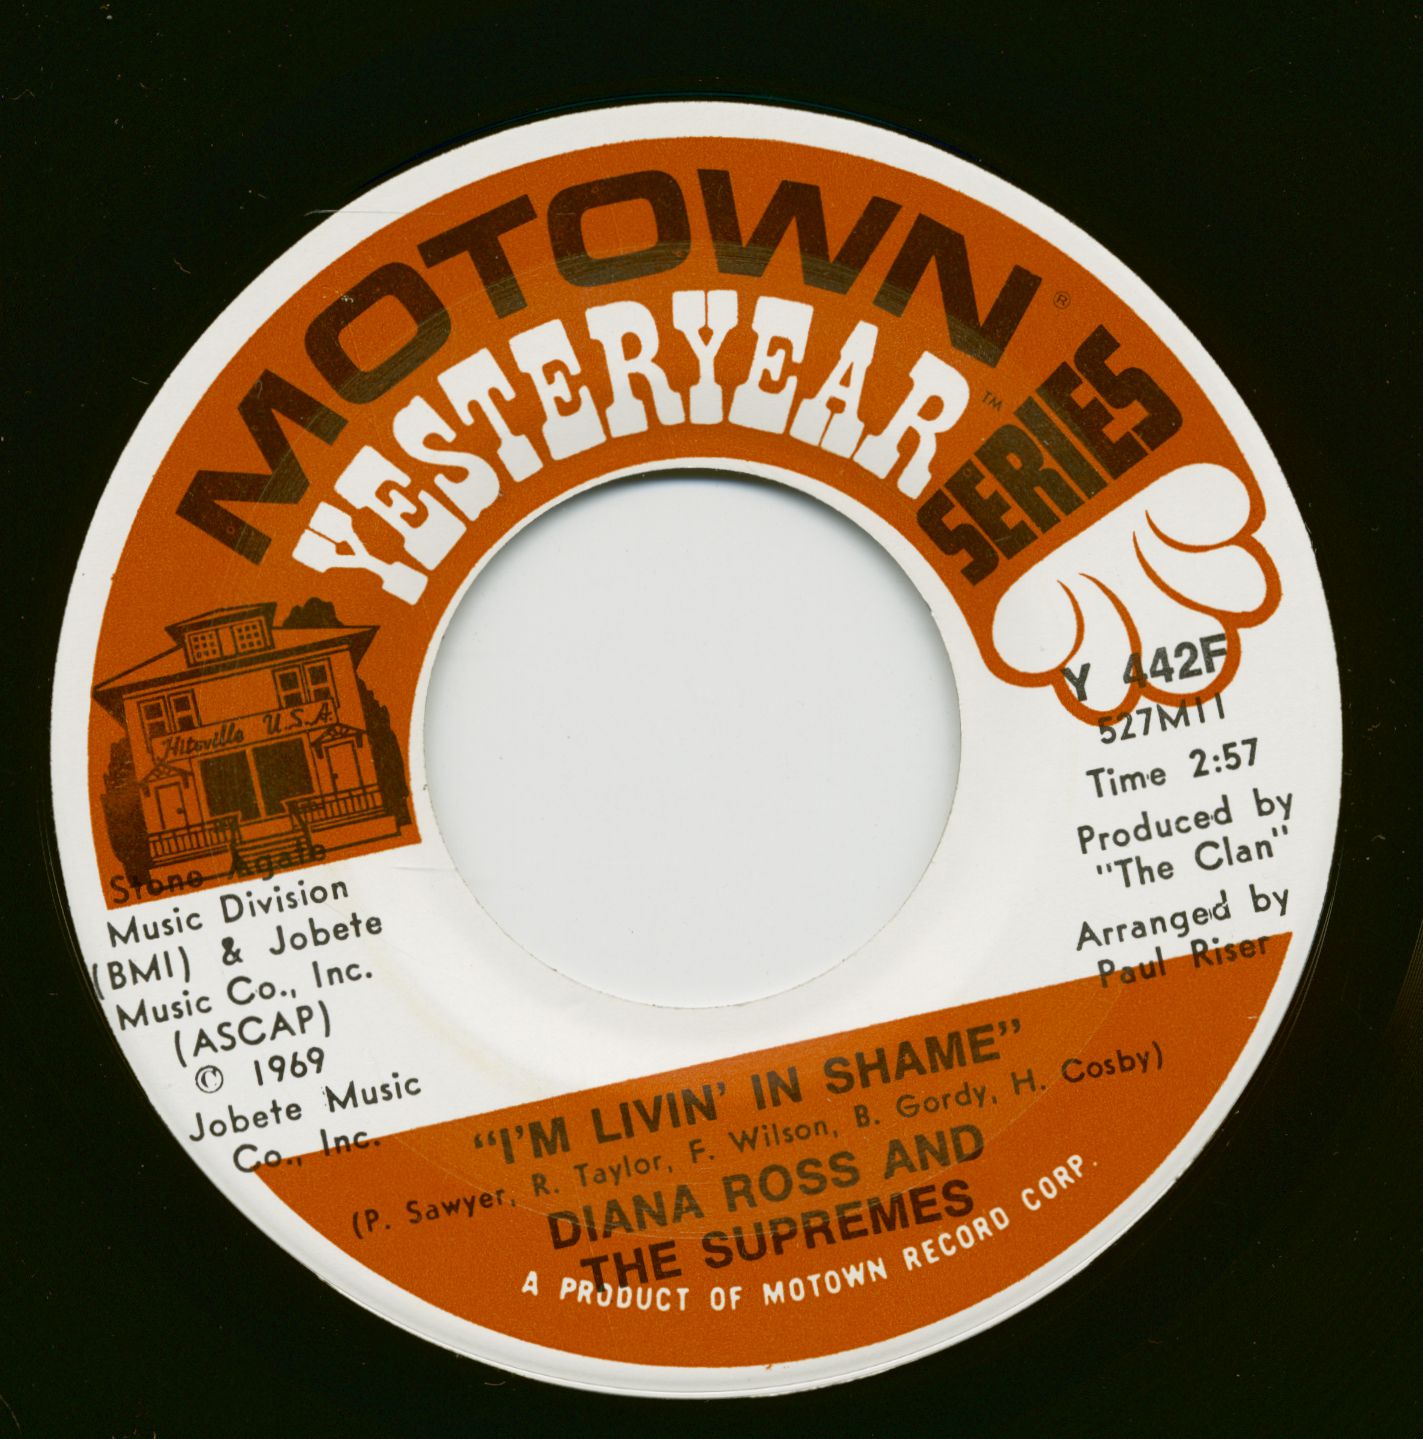 MOTOWN ®
YESTERYEAR ™
SERIES
Hitsville U.S.A.
Y 442F
527M11
Time 2:57
Produced by
"The Clan"
Arranged by
Paul Riser
Stone Agate
Music Division
(BMI) & Jobete
Music Co., Inc.
(ASCAP)
© 1969
Jobete Music
Co., Inc.
"I'M LIVIN' IN SHAME"
(P. Sawyer, R. Taylor, F. Wilson, B. Gordy, H. Cosby)
DIANA ROSS AND
THE SUPREMES
A PRODUCT OF MOTOWN RECORD CORP.